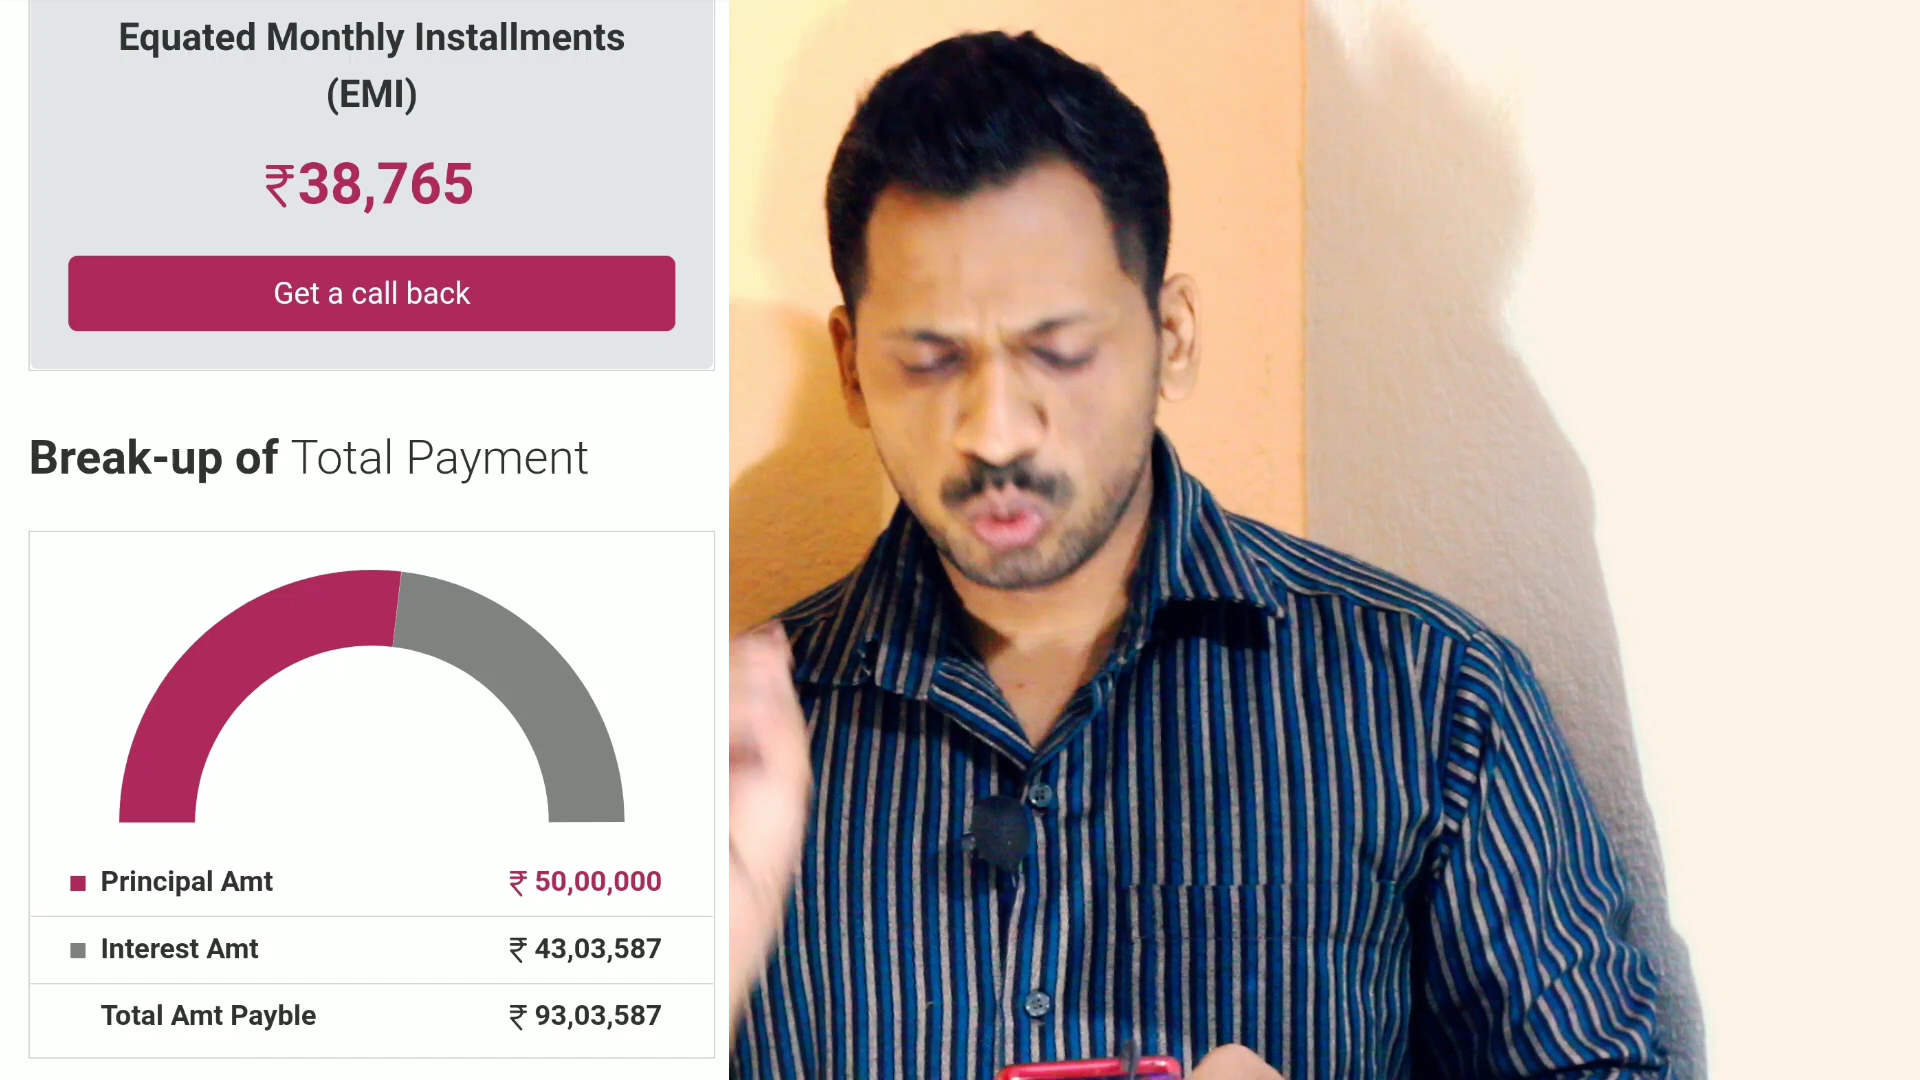 Equated Monthly Installments
(EMI)
₹38,765
Get a call back
Break-up of Total Payment
Principal Amt ₹ 50,00,000
Interest Amt ₹ 43,03,587
Total Amt Payble ₹ 93,03,587